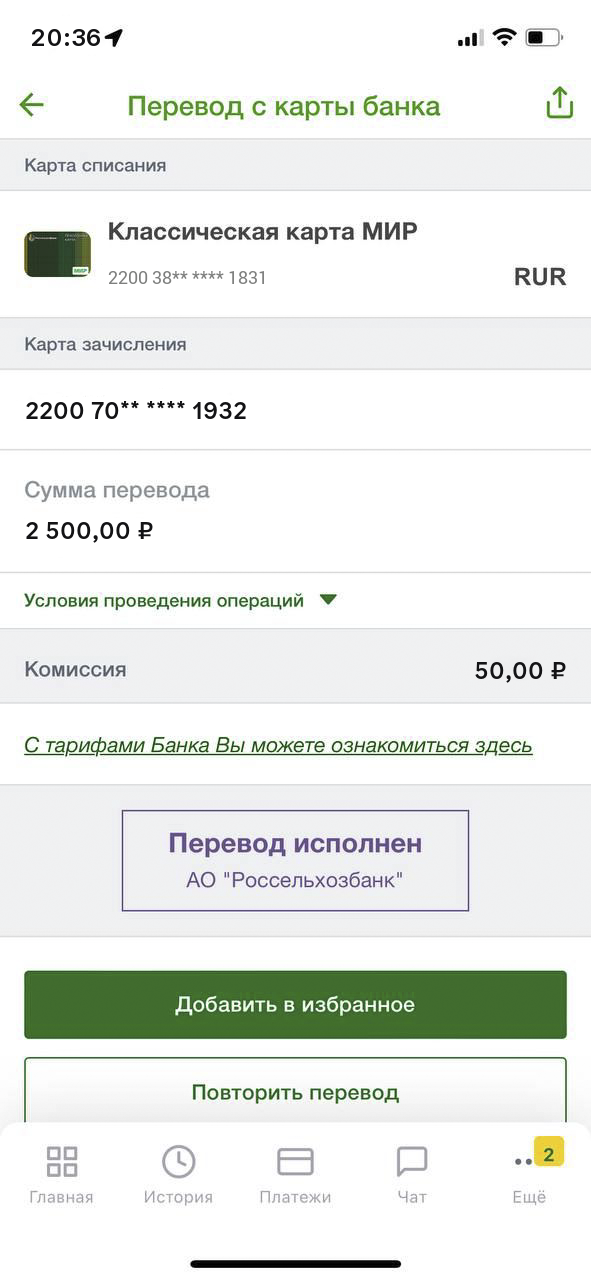 20:36
Перевод с карты банка
Карта списания
Классическая карта МИР
2200 38** **** 1831
RUR
Карта зачисления
2200 70** **** 1932
Сумма перевода
2 500,00 ₽
Условия проведения операций
Комиссия
50,00 ₽
С тарифами Банка Вы можете ознакомиться здесь
Перевод исполнен
АО "Россельхозбанк"
Добавить в избранное
Повторить перевод
2
Главная
История
Платежи
Чат
Ещё